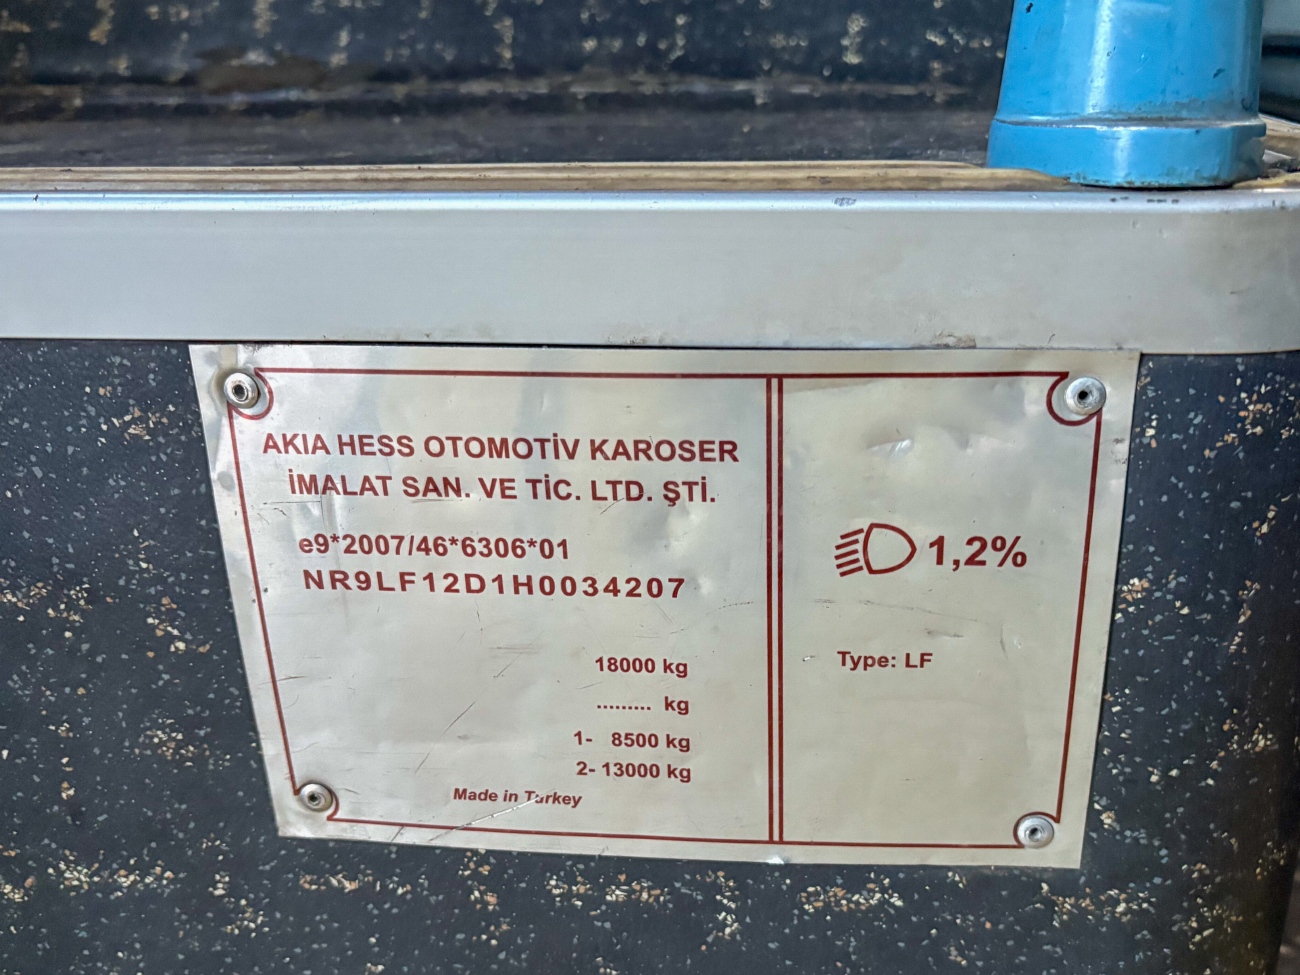 AKIA HESS OTOMOTİV KAROSER
İMALAT SAN. VE TİC. LTD. ŞTİ.
e9*2007/46*6306*01
NR9LF12D1H0034207
18000 kg
......... kg
1- 8500 kg
2- 13000 kg
Made in Turkey
1,2%
Type: LF